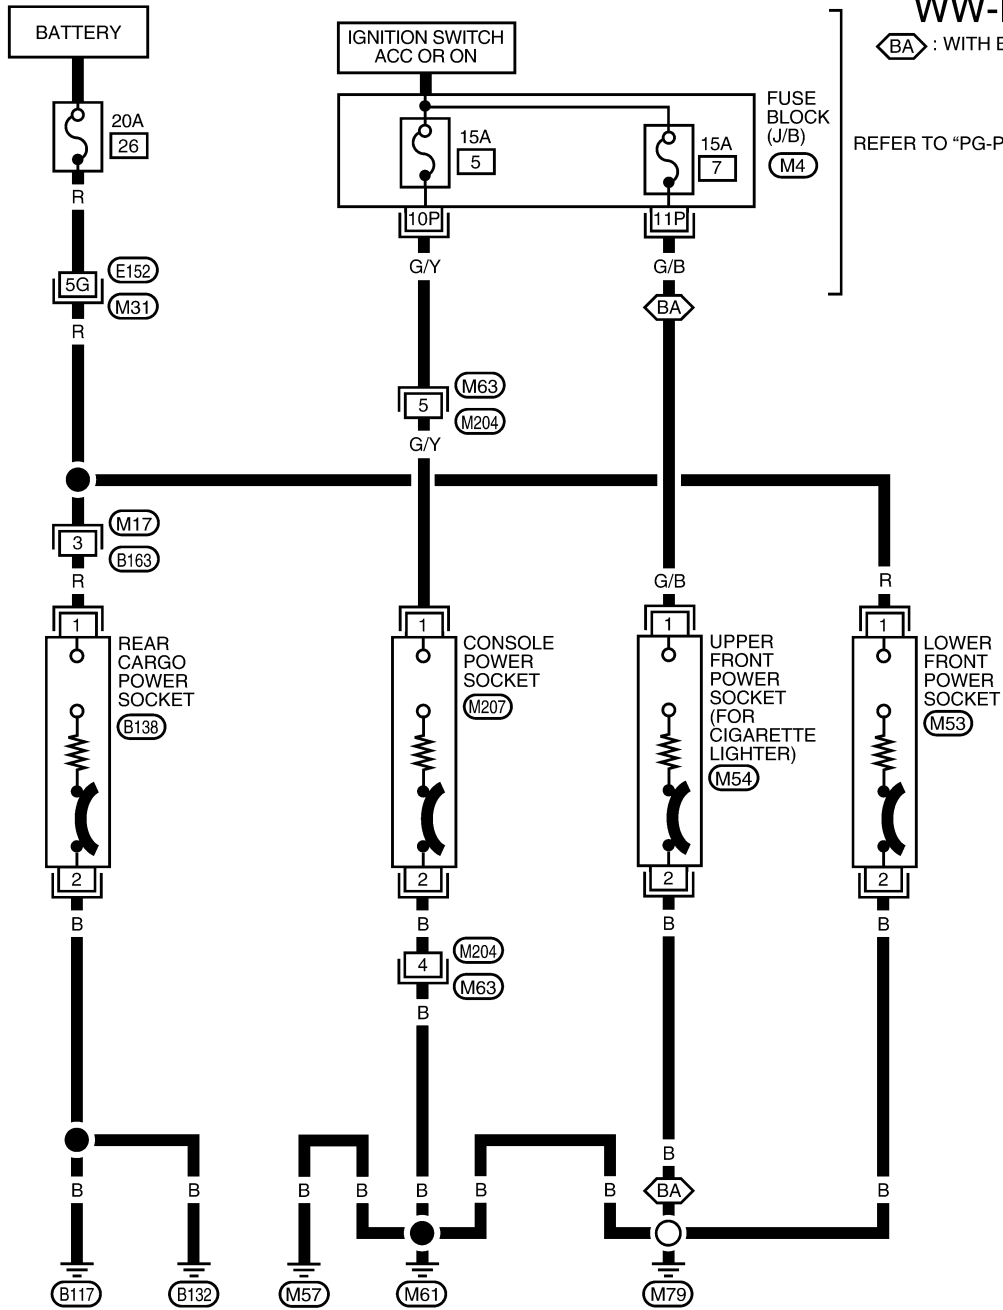 WW-
BA : WITH B
BATTERY
IGNITION SWITCH
ACC OR ON
20A
26
15A
5
15A
7
FUSE
BLOCK
(J/B)
M4
REFER TO “PG-P
R
10P
11P
G/Y
G/B
5G
E152
M31
BA
R
5
M63
M204
G/Y
3
M17
B163
R
G/B
R
1
1
1
1
REAR
CARGO
POWER
SOCKET
B138
CONSOLE
POWER
SOCKET
M207
UPPER
FRONT
POWER
SOCKET
(FOR
CIGARETTE
LIGHTER)
M54
LOWER
FRONT
POWER
SOCKET
M53
2
2
2
2
B
B
B
B
4
M204
M63
B
B
B
B
B
B
B
B
B
BA
B
B117
B132
M57
M61
M79